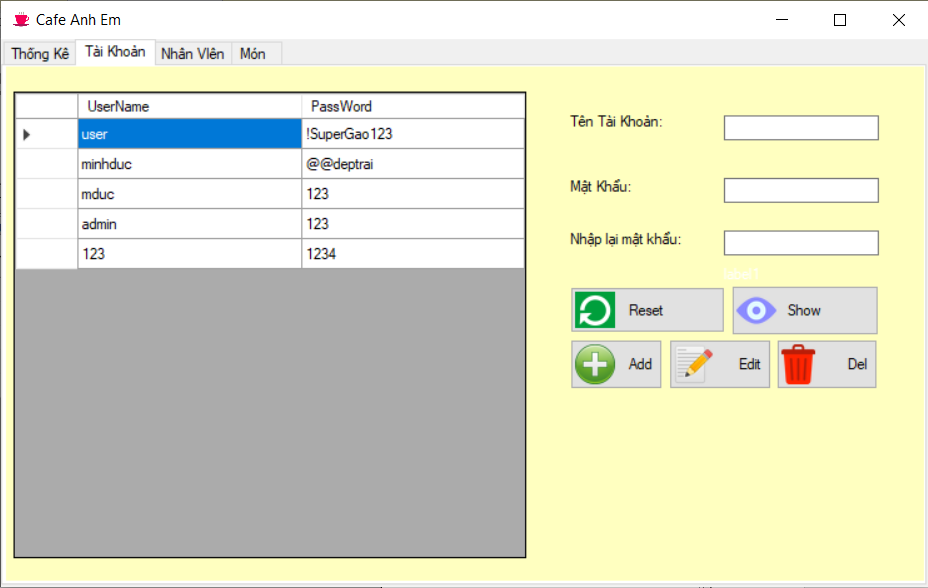 Cafe Anh Em
Thống Kê Tài Khoản Nhân VIên Món
UserName PassWord
user !SuperGao123
minhduc @@deptrai
mduc 123
admin 123
123 1234
Tên Tài Khoản:
Mật Khẩu:
Nhập lại mật khẩu:
label1
Reset Show
Add Edit Del